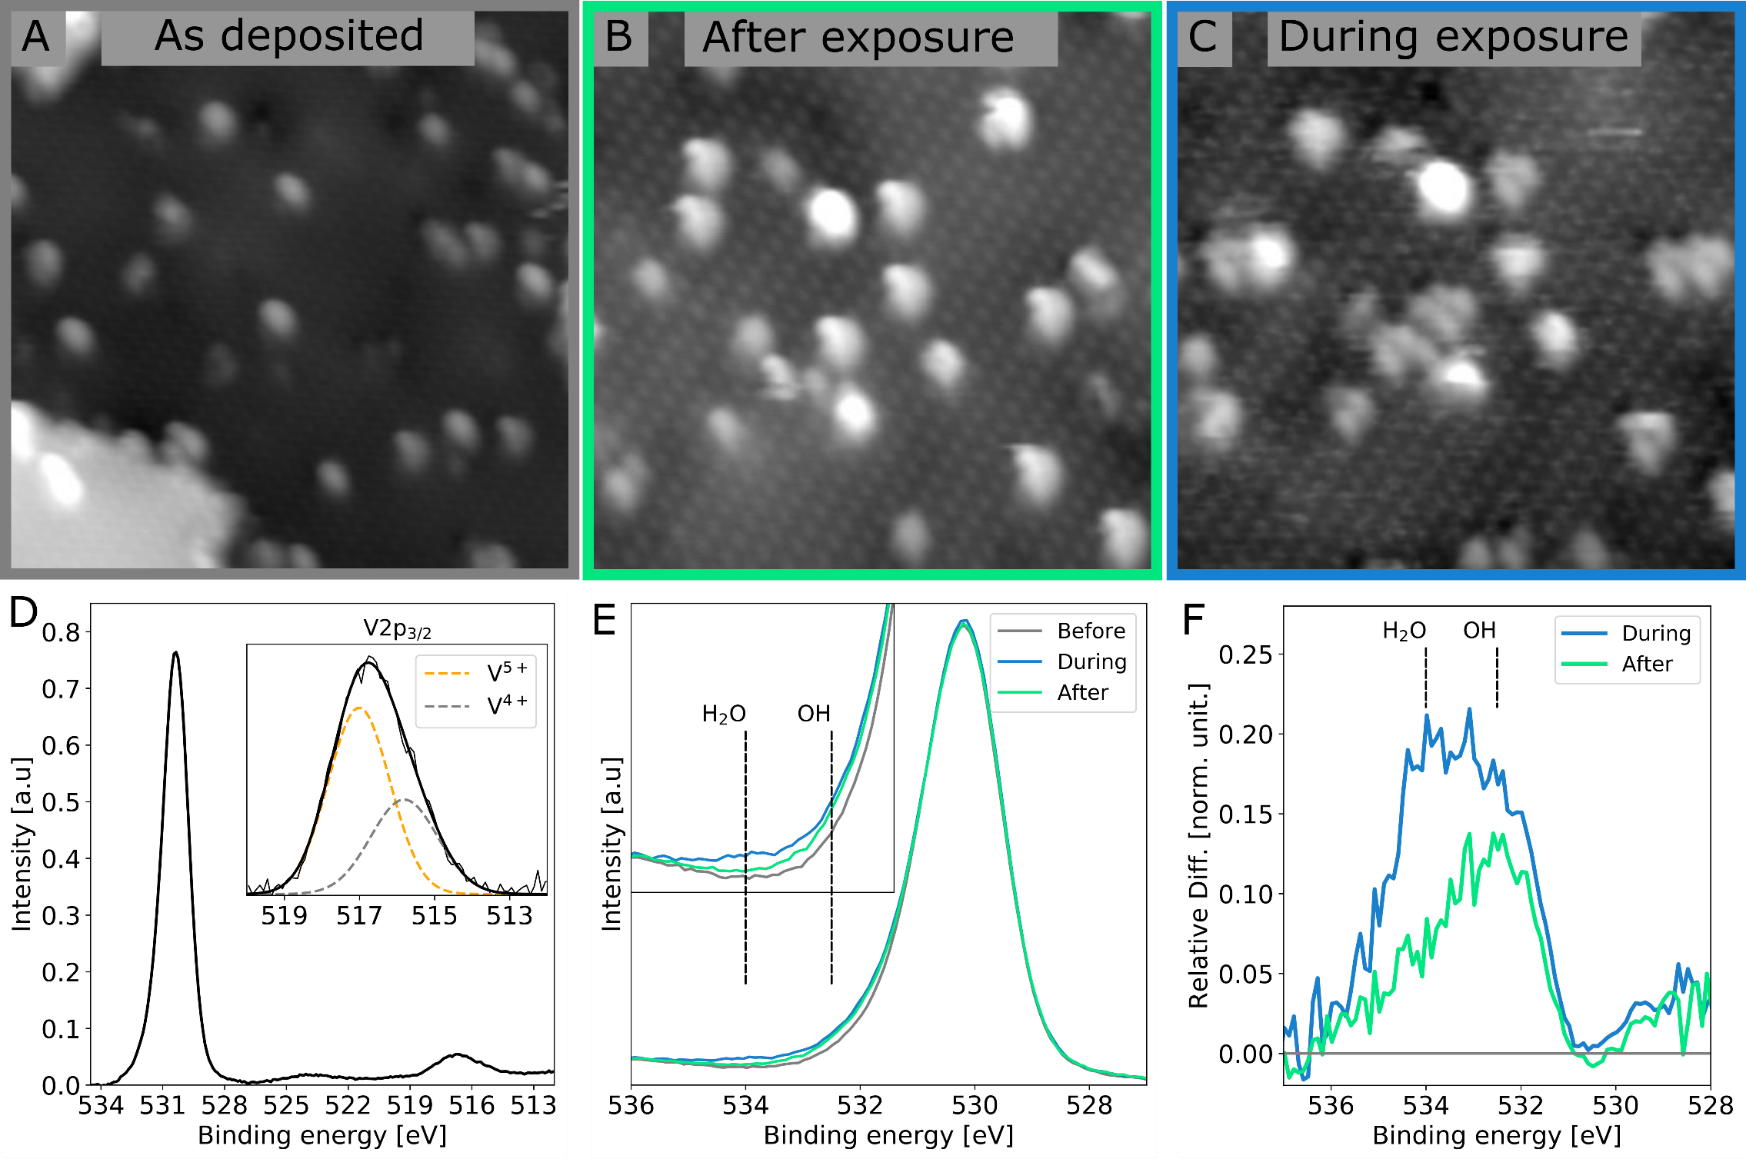 A
As deposited
B
After exposure
C
During exposure
D
V2p3/2
V5+
V4+
519
517
515
513
0.8
0.7
0.6
0.5
0.4
0.3
0.2
0.1
0.0
Intensity [a.u]
534
531
528
525
522
519
516
513
Binding energy [eV]
E
Before
During
After
H2O
OH
Intensity [a.u]
536
534
532
530
528
Binding energy [eV]
F
H2O
OH
During
After
0.25
0.20
0.15
0.10
0.05
0.00
Relative Diff. [norm. unit.]
536
534
532
530
528
Binding energy [eV]